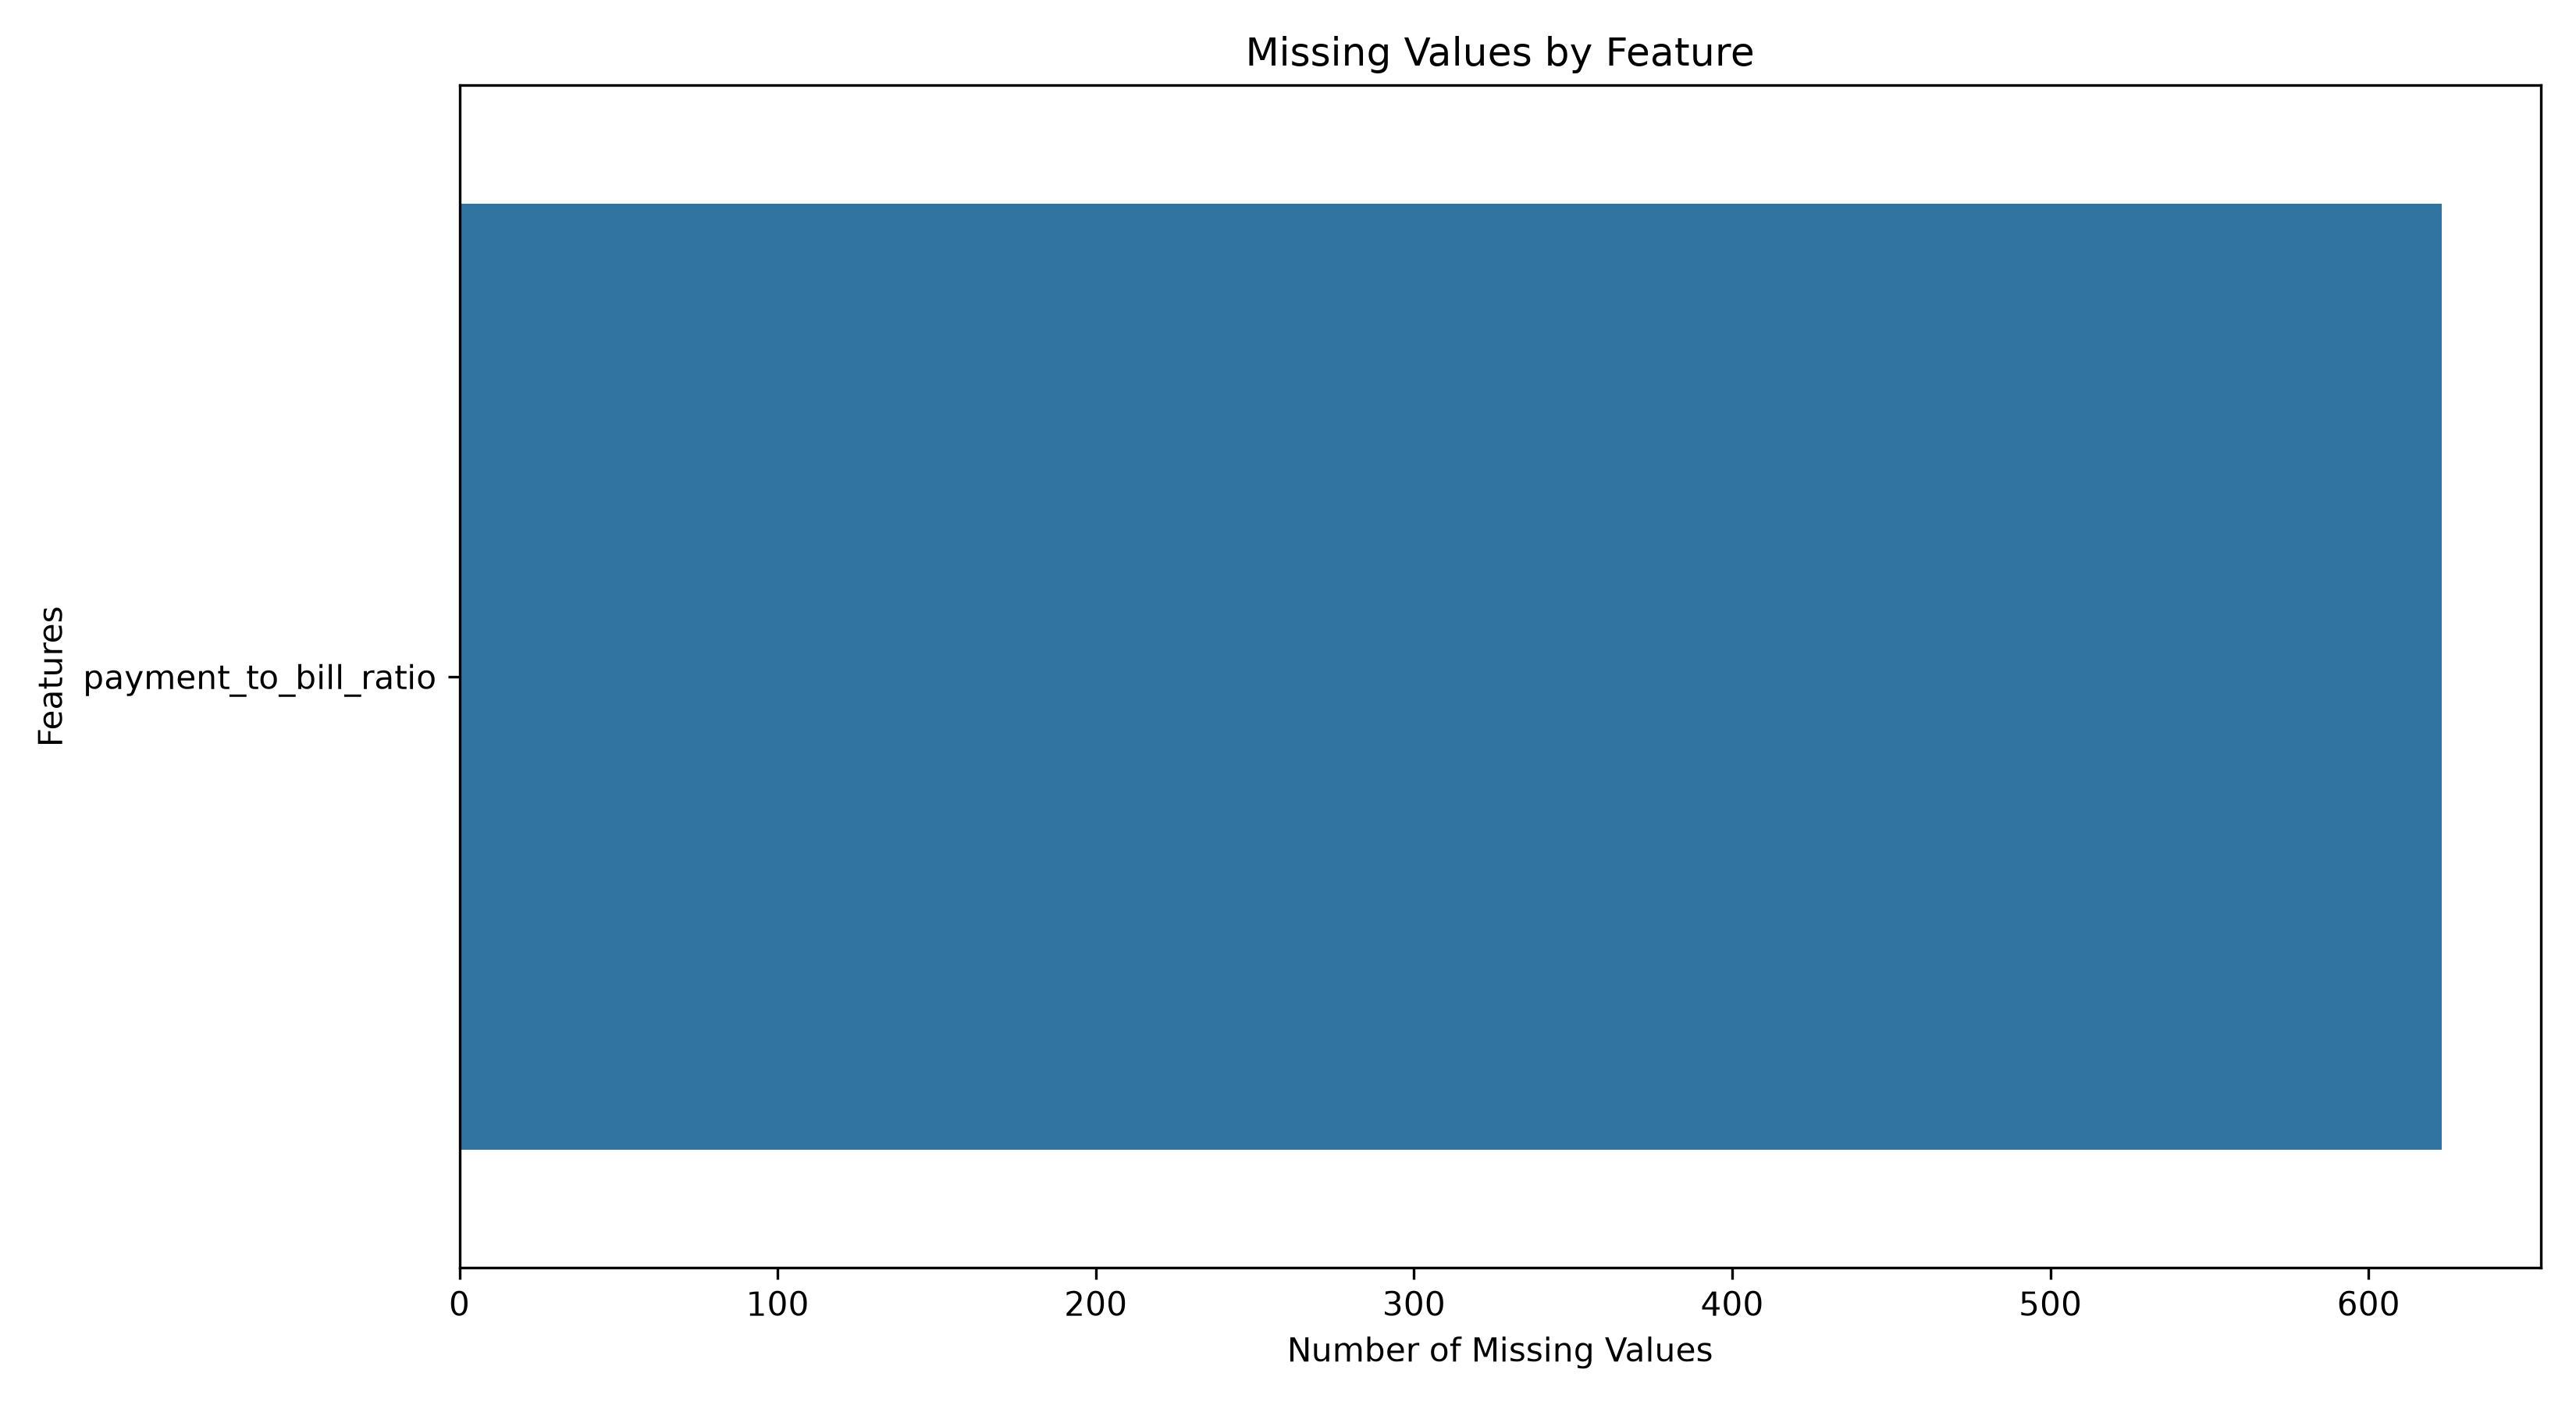 Missing Values by Feature
Features
payment_to_bill_ratio
0 100 200 300 400 500 600
Number of Missing Values